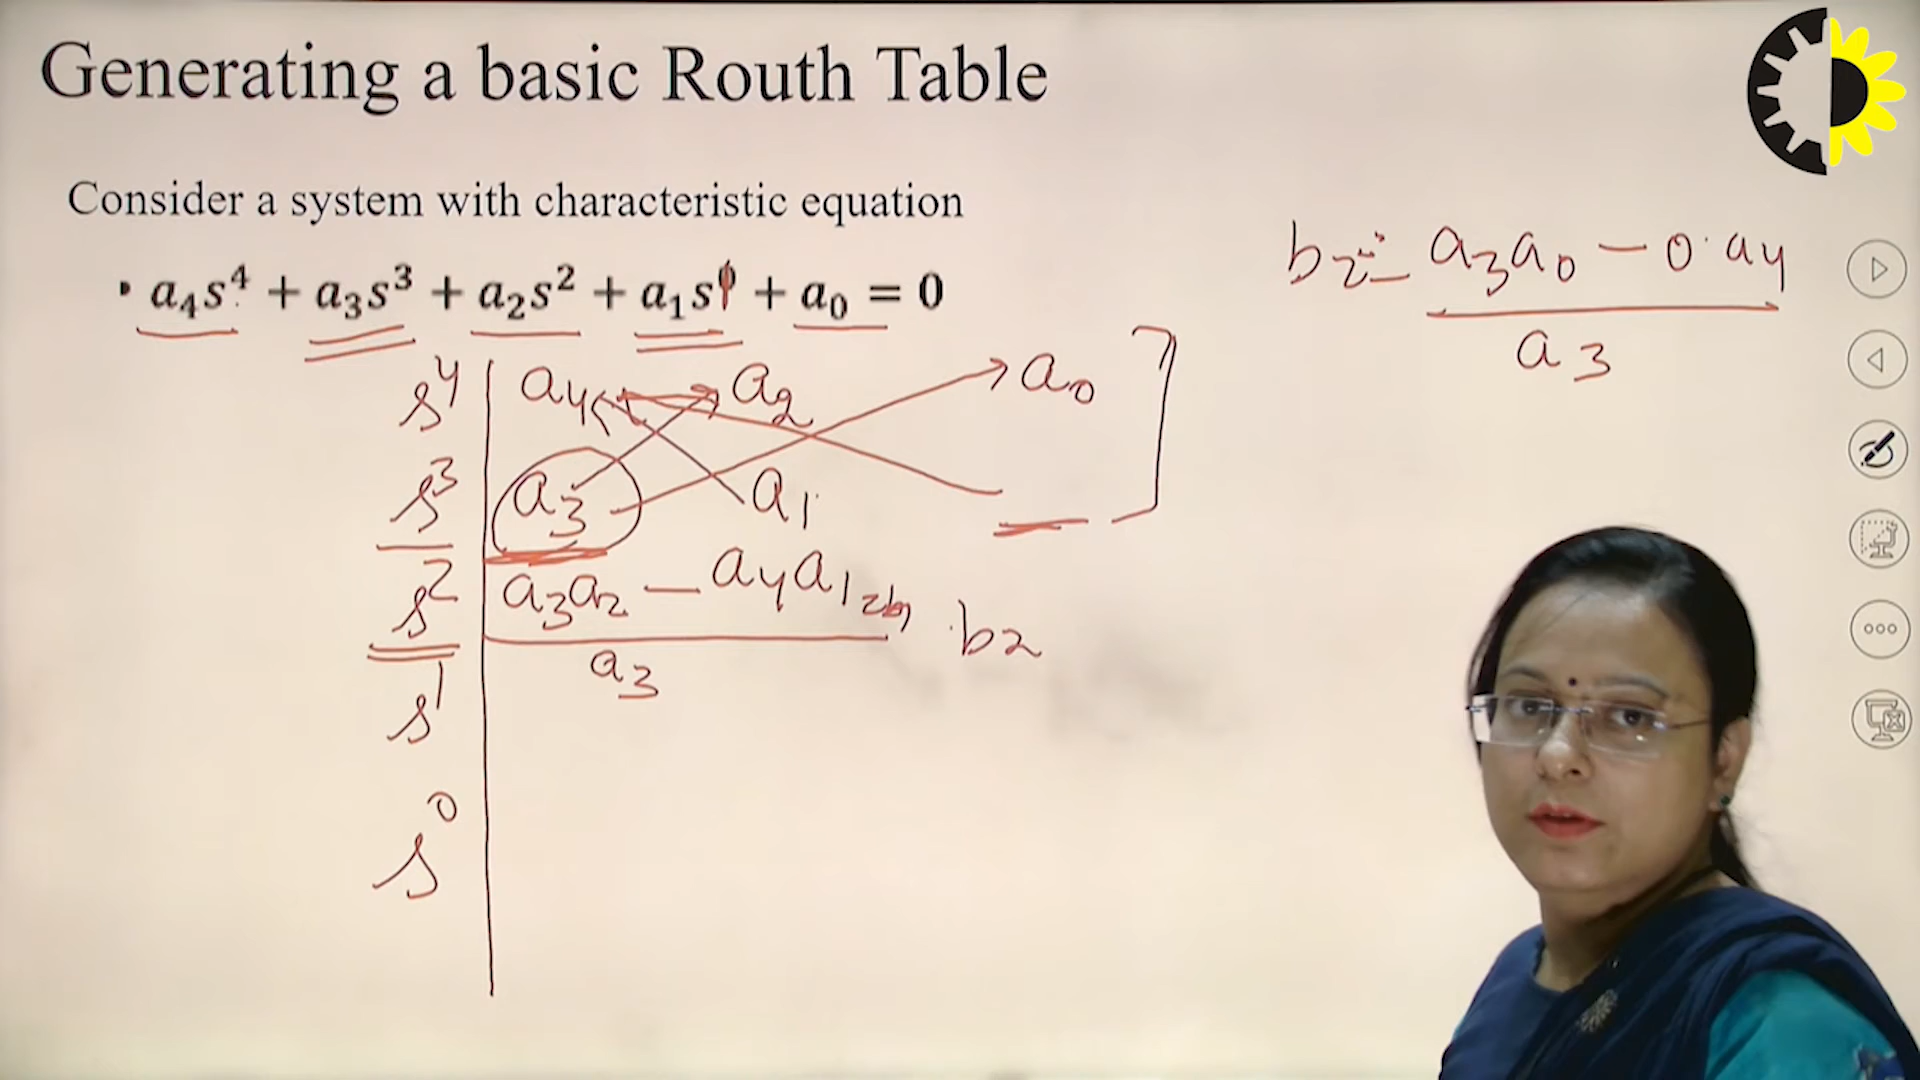 Generating a basic Routh Table
Consider a system with characteristic equation
• a₄s⁴ + a₃s³ + a₂s² + a₁s¹ + a₀ = 0
b₂ = a₃a₀ − 0·a₄
a₃
s⁴ a₄ a₂ a₀
s³ a₃ a₁
s² a₃a₂ − a₄a₁ = b₁ b₂
a₃
s¹
s⁰